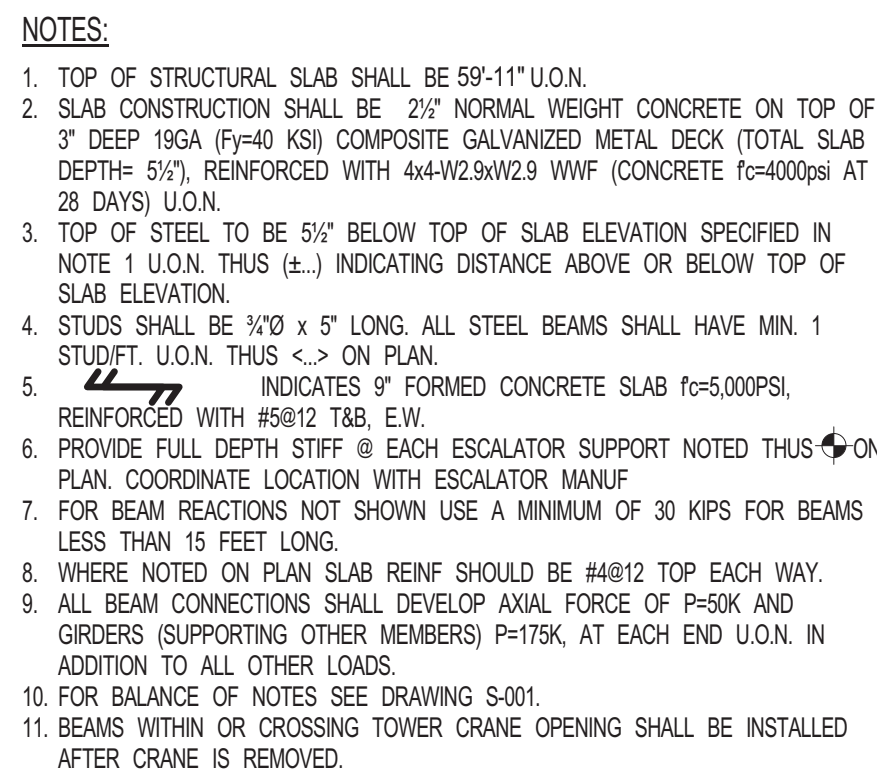 NOTES:
1. TOP OF STRUCTURAL SLAB SHALL BE 59'-11" U.O.N.
2. SLAB CONSTRUCTION SHALL BE 2½" NORMAL WEIGHT CONCRETE ON TOP OF
3" DEEP 19GA (Fy=40 KSI) COMPOSITE GALVANIZED METAL DECK (TOTAL SLAB
DEPTH= 5½"), REINFORCED WITH 4x4-W2.9xW2.9 WWF (CONCRETE f'c=4000psi AT
28 DAYS) U.O.N.
3. TOP OF STEEL TO BE 5½" BELOW TOP OF SLAB ELEVATION SPECIFIED IN
NOTE 1 U.O.N. THUS (±...) INDICATING DISTANCE ABOVE OR BELOW TOP OF
SLAB ELEVATION.
4. STUDS SHALL BE ¾"Ø x 5" LONG. ALL STEEL BEAMS SHALL HAVE MIN. 1
STUD/FT. U.O.N. THUS <...> ON PLAN.
5. INDICATES 9" FORMED CONCRETE SLAB f'c=5,000PSI,
REINFORCED WITH #5@12 T&B, E.W.
6. PROVIDE FULL DEPTH STIFF @ EACH ESCALATOR SUPPORT NOTED THUS ON
PLAN. COORDINATE LOCATION WITH ESCALATOR MANUF
7. FOR BEAM REACTIONS NOT SHOWN USE A MINIMUM OF 30 KIPS FOR BEAMS
LESS THAN 15 FEET LONG.
8. WHERE NOTED ON PLAN SLAB REINF SHOULD BE #4@12 TOP EACH WAY.
9. ALL BEAM CONNECTIONS SHALL DEVELOP AXIAL FORCE OF P=50K AND
GIRDERS (SUPPORTING OTHER MEMBERS) P=175K, AT EACH END U.O.N. IN
ADDITION TO ALL OTHER LOADS.
10. FOR BALANCE OF NOTES SEE DRAWING S-001.
11. BEAMS WITHIN OR CROSSING TOWER CRANE OPENING SHALL BE INSTALLED
AFTER CRANE IS REMOVED.